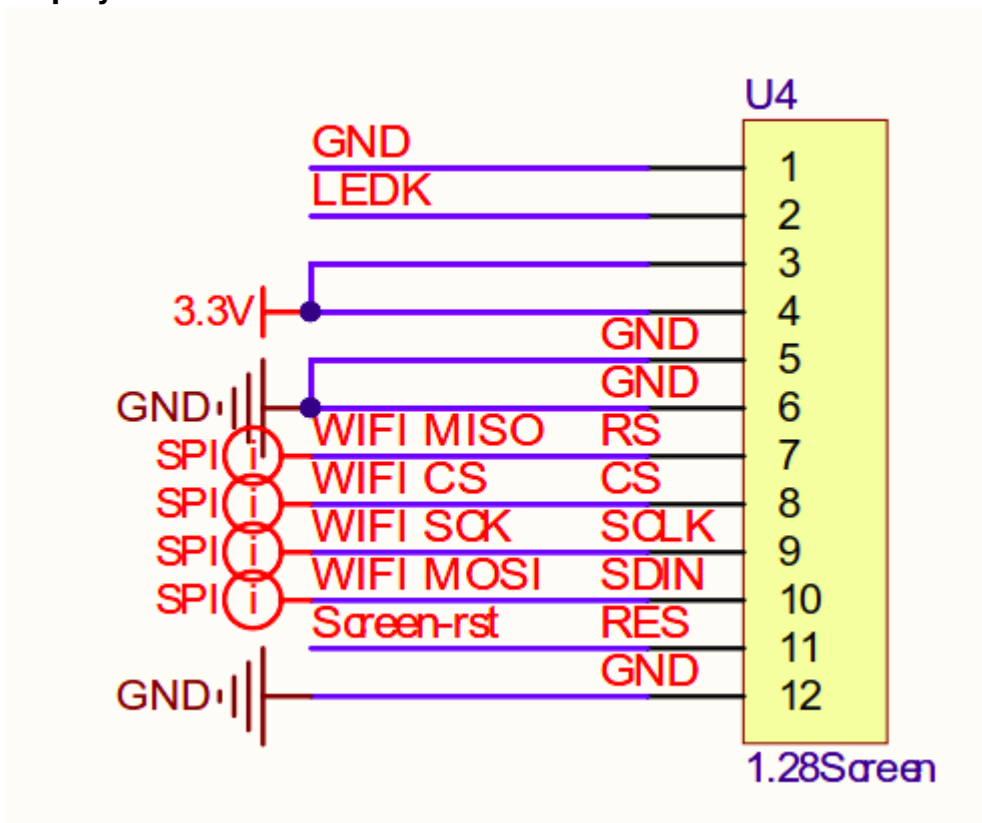 U4
GND 1
LEDK 2
3
3.3V 4
GND 5
GND GND 6
SPI i WIFI MISO RS 7
SPI i WIFI CS CS 8
SPI i WIFI SCK SCLK 9
SPI i WIFI MOSI SDIN 10
Screen-rst RES 11
GND GND 12
1.28Screen